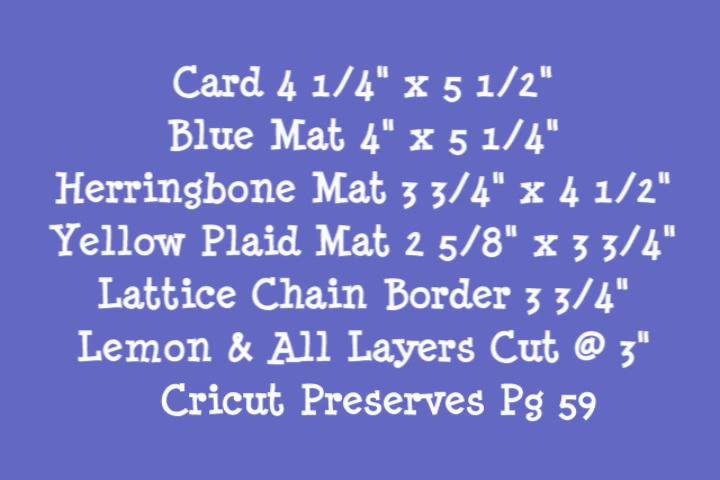 Card 4 1/4" x 5 1/2"
Blue Mat 4" x 5 1/4"
Herringbone Mat 3 3/4" x 4 1/2"
Yellow Plaid Mat 2 5/8" x 3 3/4"
Lattice Chain Border 3 3/4"
Lemon & All Layers Cut @ 3"
Cricut Preserves Pg 59